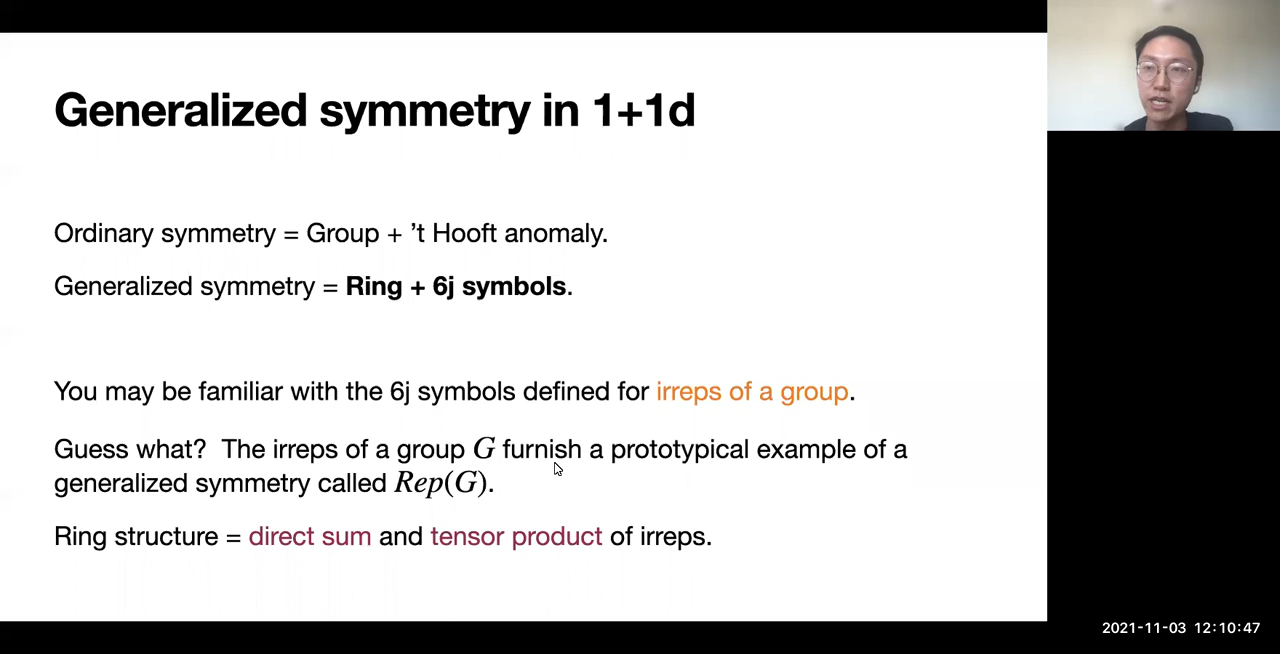 Generalized symmetry in 1+1d
Ordinary symmetry = Group + ’t Hooft anomaly.
Generalized symmetry = Ring + 6j symbols.
You may be familiar with the 6j symbols defined for irreps of a group.
Guess what?  The irreps of a group G furnish a prototypical example of a
generalized symmetry called Rep(G).
Ring structure = direct sum and tensor product of irreps.
2021-11-03 12:10:47